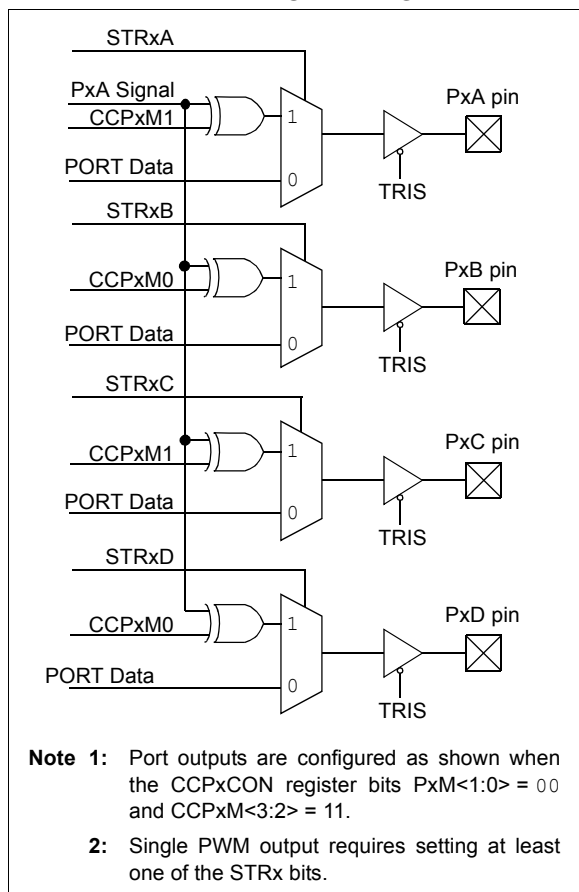 STRxA
PxA Signal
CCPxM1
1
PxA pin
PORT Data
0
TRIS
STRxB
CCPxM0
1
PxB pin
PORT Data
0
TRIS
STRxC
CCPxM1
1
PxC pin
PORT Data
0
TRIS
STRxD
CCPxM0
1
PxD pin
PORT Data
0
TRIS
Note 1: Port outputs are configured as shown when
the CCPxCON register bits PxM<1:0> = 00
and CCPxM<3:2> = 11.
2: Single PWM output requires setting at least
one of the STRx bits.